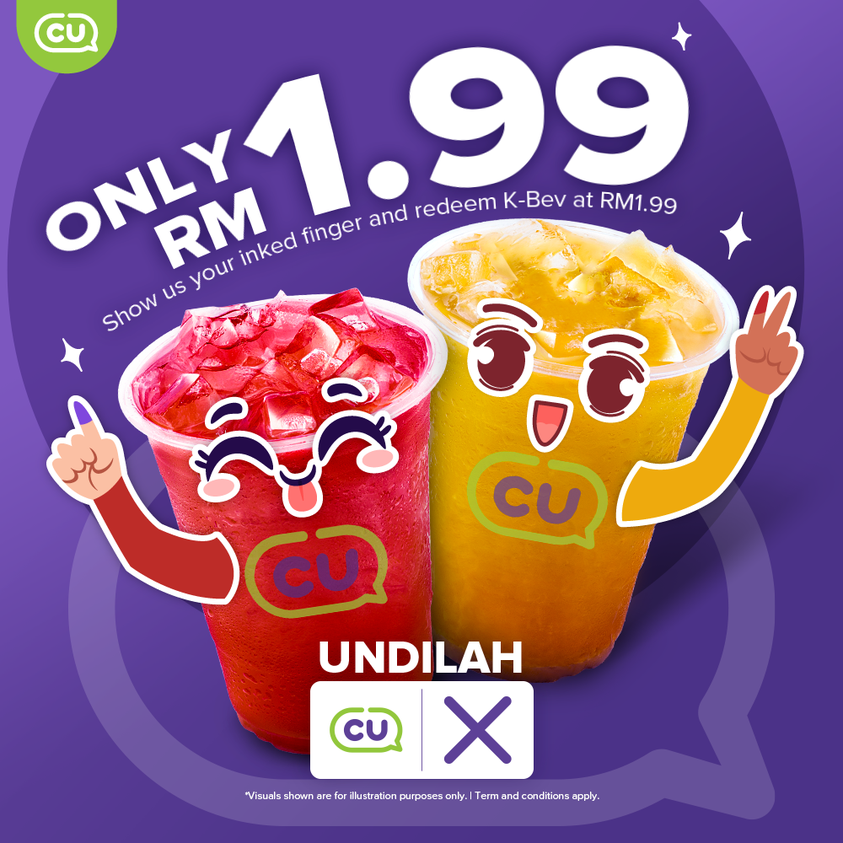 CU
ONLY
RM 1.99
Show us your inked finger and redeem K-Bev at RM1.99
CU
CU
UNDILAH
CU X
*Visuals shown are for illustration purposes only. | Term and conditions apply.